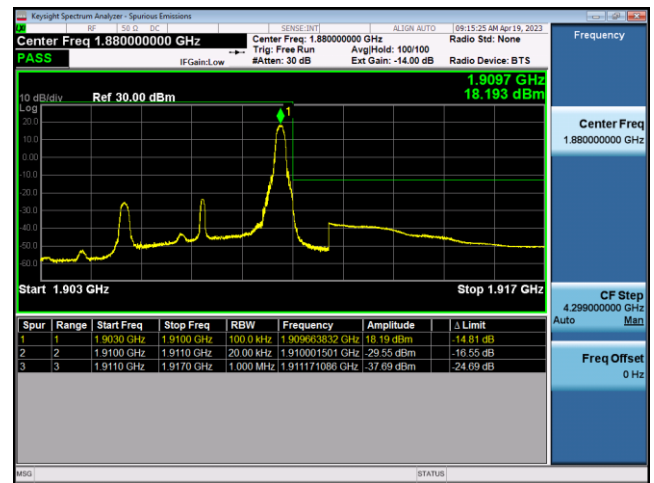 Keysight Spectrum Analyzer - Spurious Emissions
RF 50 Ω DC SENSE:INT ALIGN AUTO 09:15:25 AM Apr 19, 2023
Center Freq 1.880000000 GHz Center Freq: 1.880000000 GHz Radio Std: None Frequency
Trig: Free Run Avg|Hold: 100/100
PASS IFGain:Low #Atten: 30 dB Ext Gain: -14.00 dB Radio Device: BTS
1.9097 GHz
10 dB/div Ref 30.00 dBm 18.193 dBm
Log
20.0
10.0
0.00
-10.0
-20.0
-30.0
-40.0
-50.0
-60.0
1
Start 1.903 GHz Stop 1.917 GHz
Spur Range Start Freq Stop Freq RBW Frequency Amplitude Δ Limit
1 1 1.9030 GHz 1.9100 GHz 100.0 kHz 1.909663832 GHz 18.19 dBm -14.81 dB
2 2 1.9100 GHz 1.9110 GHz 20.00 kHz 1.910001501 GHz -29.55 dBm -16.55 dB
3 3 1.9110 GHz 1.9170 GHz 1.000 MHz 1.911171086 GHz -37.69 dBm -24.69 dB
Center Freq
1.880000000 GHz
CF Step
4.299000000 GHz
Auto Man
Freq Offset
0 Hz
MSG STATUS